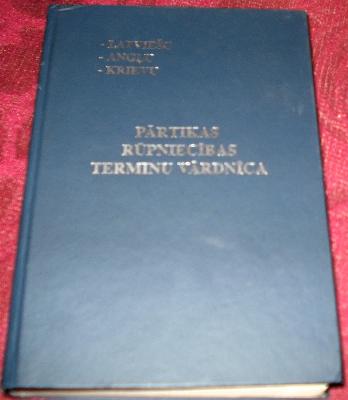 - LATVIEŠU
- ANGĻU
- KRIEVU
PĀRTIKAS
RŪPNIECĪBAS
TERMINU VĀRDNĪCA